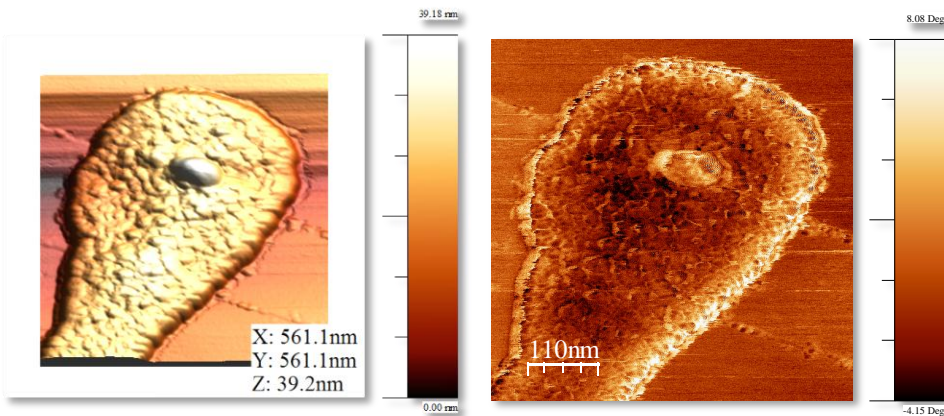 39.18 nm
X: 561.1nm
Y: 561.1nm
Z: 39.2nm
0.00 nm
8.08 Deg
110nm
-4.15 Deg